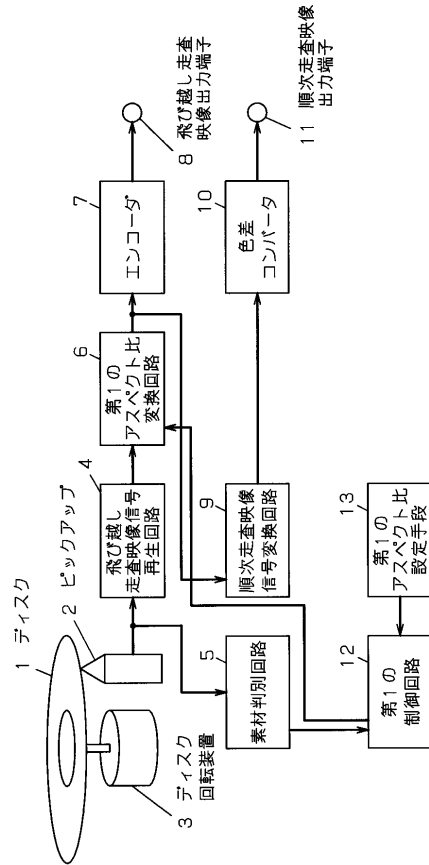 1 ディスク
2 ピックアップ
3 ディスク
回転装置
4
飛び越し
走査映像信号
再生回路
6
第1の
アスペクト比
変換回路
7
エンコーダ
8 飛び越し走査
映像出力端子
5
素材判別回路
9
順次走査映像
信号変換回路
10
色差
コンバータ
11 順次走査映像
出力端子
12
第1の
制御回路
13
第1の
アスペクト比
設定手段